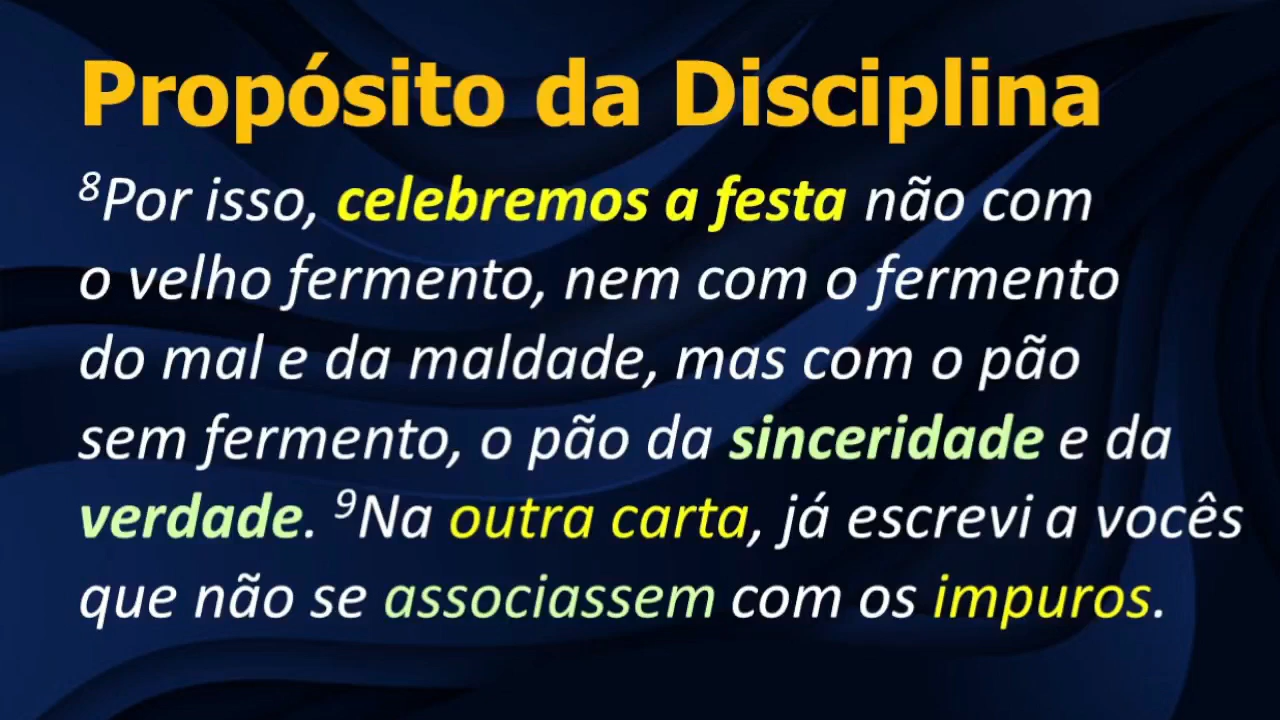 Propósito da Disciplina
⁸Por isso, celebremos a festa não com
o velho fermento, nem com o fermento
do mal e da maldade, mas com o pão
sem fermento, o pão da sinceridade e da
verdade. ⁹Na outra carta, já escrevi a vocês
que não se associassem com os impuros.